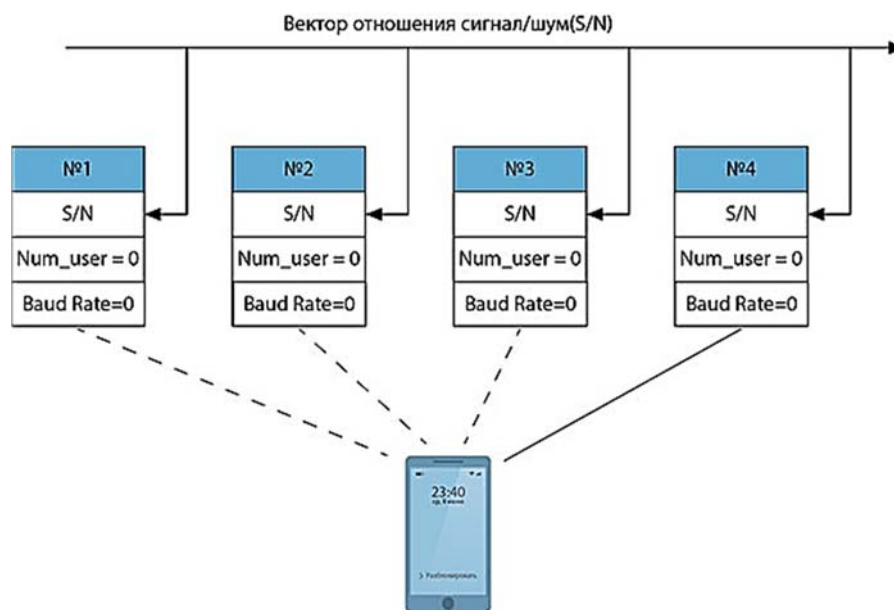 Вектор отношения сигнал/шум(S/N)
№1
S/N
Num_user = 0
Baud Rate=0
№2
S/N
Num_user = 0
Baud Rate=0
№3
S/N
Num_user = 0
Baud Rate=0
№4
S/N
Num_user = 0
Baud Rate=0
23:40
Разблокировать